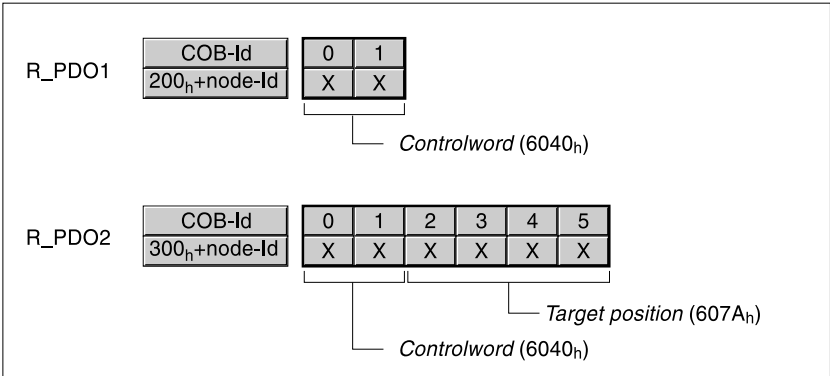 COB-Id 0 1
R_PDO1
200h+node-Id X X
Controlword (6040h)
COB-Id 0 1 2 3 4 5
R_PDO2
300h+node-Id X X X X X X
Target position (607Ah)
Controlword (6040h)